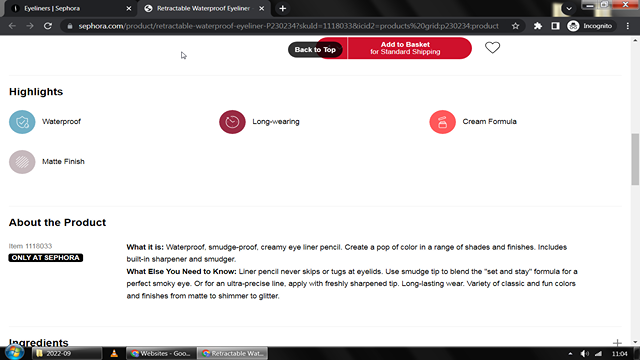 Eyeliners | Sephora
Retractable Waterproof Eyeliner
sephora.com/product/retractable-waterproof-eyeliner-P230234?skuId=1118033&icid2=products%20grid:p230234:product
Incognito
Back to Top
Add to Basket
for Standard Shipping
Highlights
Waterproof
Long-wearing
Cream Formula
Matte Finish
About the Product
Item 1118033
ONLY AT SEPHORA
What it is: Waterproof, smudge-proof, creamy eye liner pencil. Create a pop of color in a range of shades and finishes. Includes
built-in sharpener and smudger.
What Else You Need to Know: Liner pencil never skips or tugs at eyelids. Use smudge tip to blend the "set and stay" formula for a
perfect smoky eye. Or for an ultra-precise line, apply with freshly sharpened tip. Long-lasting wear. Variety of classic and fun colors
and finishes from matte to shimmer to glitter.
Ingredients
2022-09
Websites - Goo...
Retractable Wat...
11:04